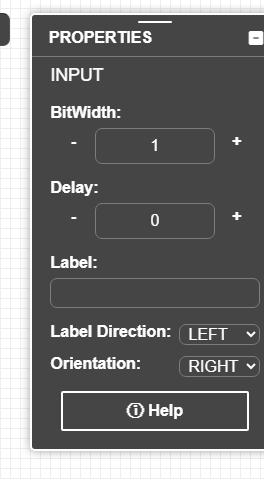 PROPERTIES
INPUT
BitWidth:
- 1 +
Delay:
- 0 +
Label:
Label Direction: LEFT
Orientation: RIGHT
Help